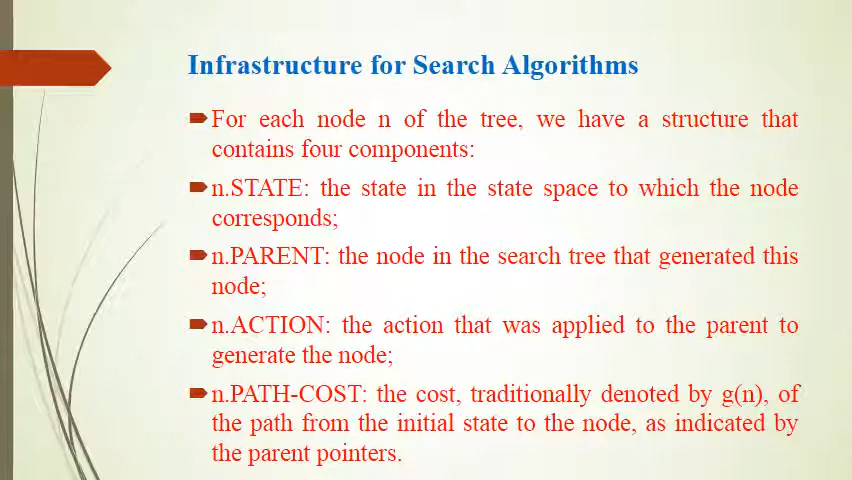 Infrastructure for Search Algorithms
For each node n of the tree, we have a structure that
contains four components:
n.STATE: the state in the state space to which the node
corresponds;
n.PARENT: the node in the search tree that generated this
node;
n.ACTION: the action that was applied to the parent to
generate the node;
n.PATH-COST: the cost, traditionally denoted by g(n), of
the path from the initial state to the node, as indicated by
the parent pointers.